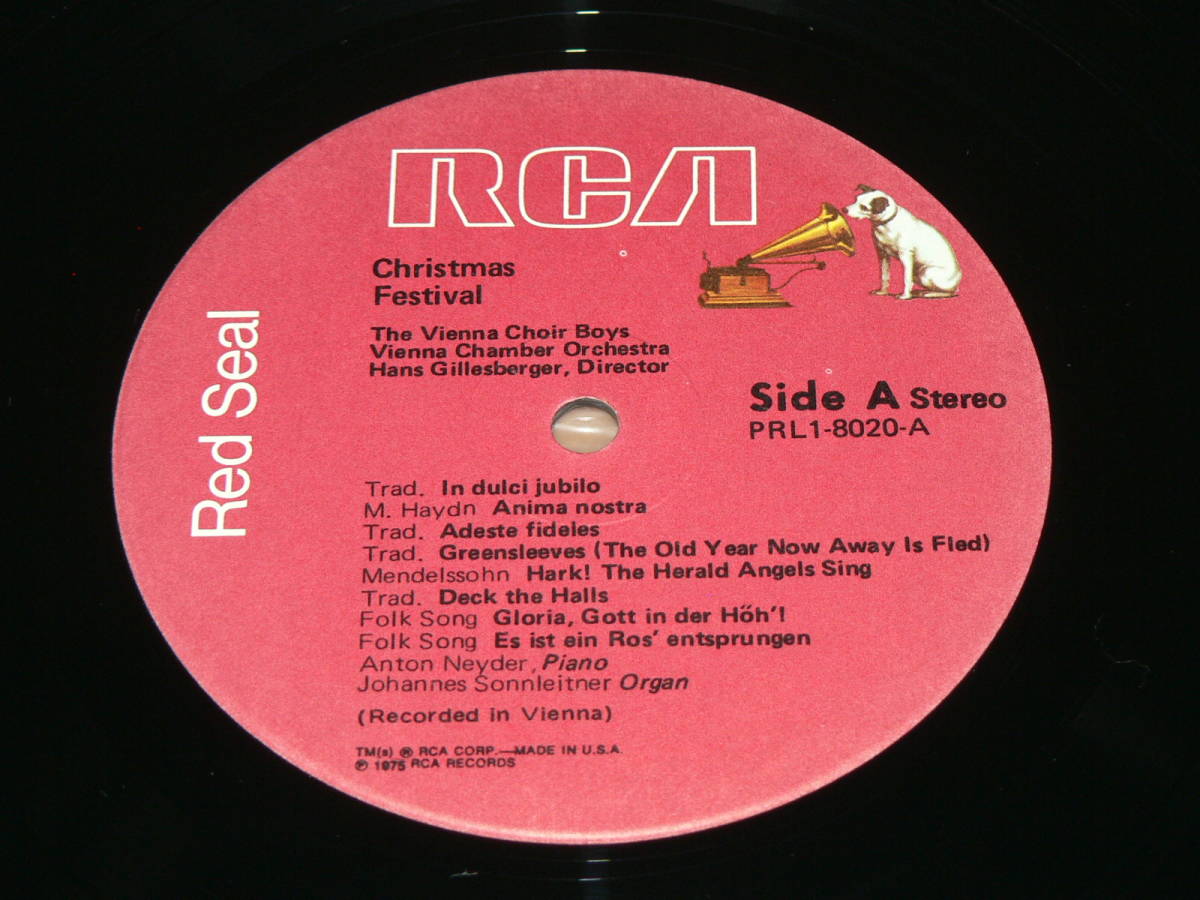 RCA
Christmas
Festival
The Vienna Choir Boys
Vienna Chamber Orchestra
Hans Gillesberger, Director
Red Seal
Side A Stereo
PRL1-8020-A
Trad. In dulci jubilo
M. Haydn Anima nostra
Trad. Adeste fideles
Trad. Greensleeves (The Old Year Now Away Is Fled)
Mendelssohn Hark! The Herald Angels Sing
Trad. Deck the Halls
Folk Song Gloria, Gott in der Hőh'!
Folk Song Es ist ein Ros' entsprungen
Anton Neyder, Piano
Johannes Sonnleitner Organ
(Recorded in Vienna)
TM(s) ® RCA CORP.—MADE IN U.S.A.
℗ 1975 RCA RECORDS